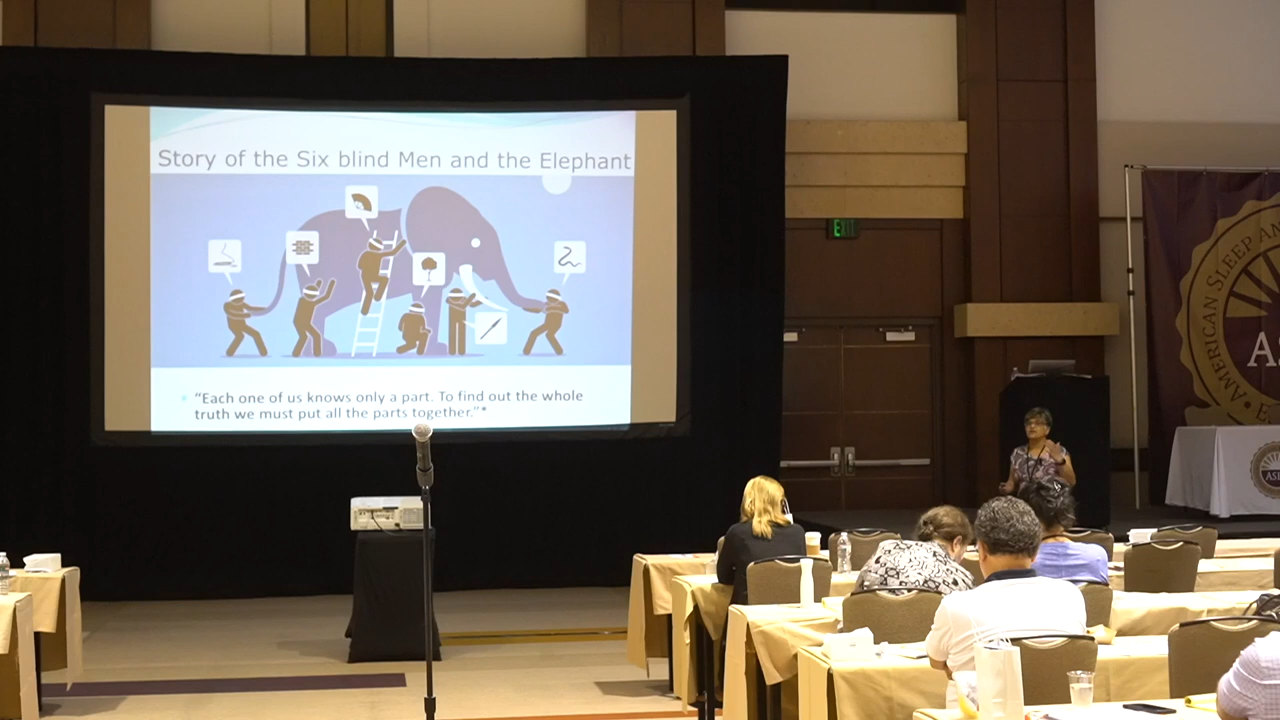 Story of the Six blind Men and the Elephant
"Each one of us knows only a part. To find out the whole
truth we must put all the parts together."*
EXIT
AMERICAN SLEEP AN